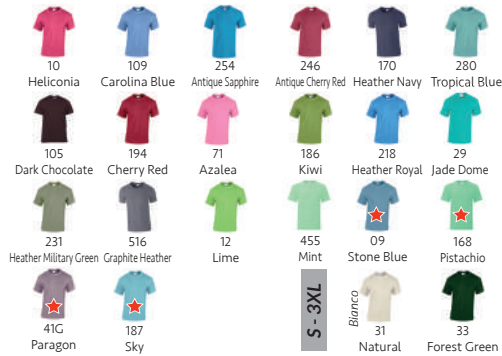 10 109 254 246 170 280
Heliconia Carolina Blue Antique Sapphire Antique Cherry Red Heather Navy Tropical Blue
105 194 71 186 218 29
Dark Chocolate Cherry Red Azalea Kiwi Heather Royal Jade Dome
231 516 12 455 09 168
Heather Military Green Graphite Heather Lime Mint Stone Blue Pistachio
41G 187 S - 3XL Bianco 31 33
Paragon Sky Natural Forest Green